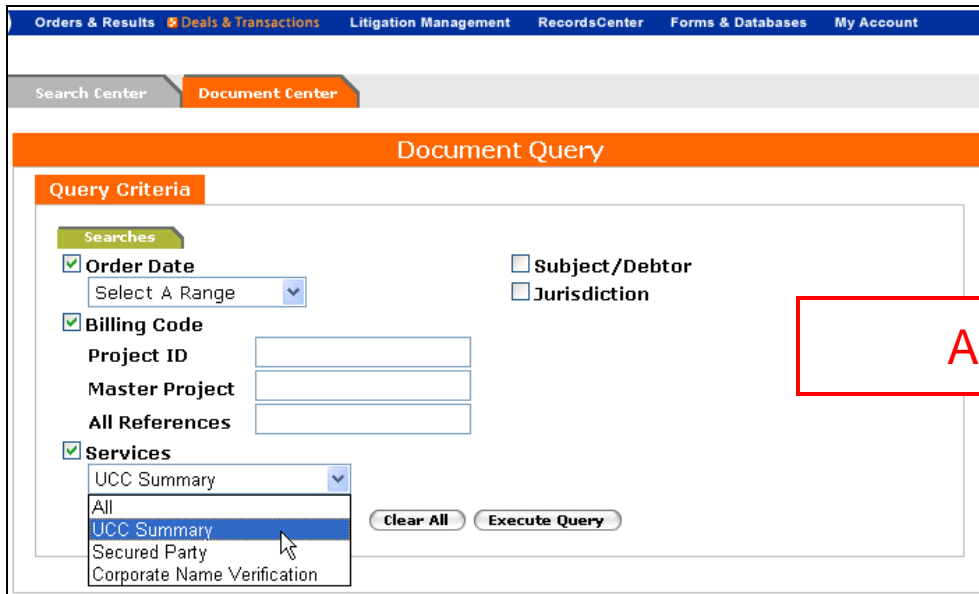 Orders & Results Deals & Transactions Litigation Management RecordsCenter Forms & Databases My Account
Search Center Document Center
Document Query
Query Criteria
Searches
Order Date
Select A Range
Subject/Debtor
Jurisdiction
Billing Code
Project ID
Master Project
All References
A
Services
UCC Summary
All
UCC Summary
Secured Party
Corporate Name Verification
Clear All Execute Query